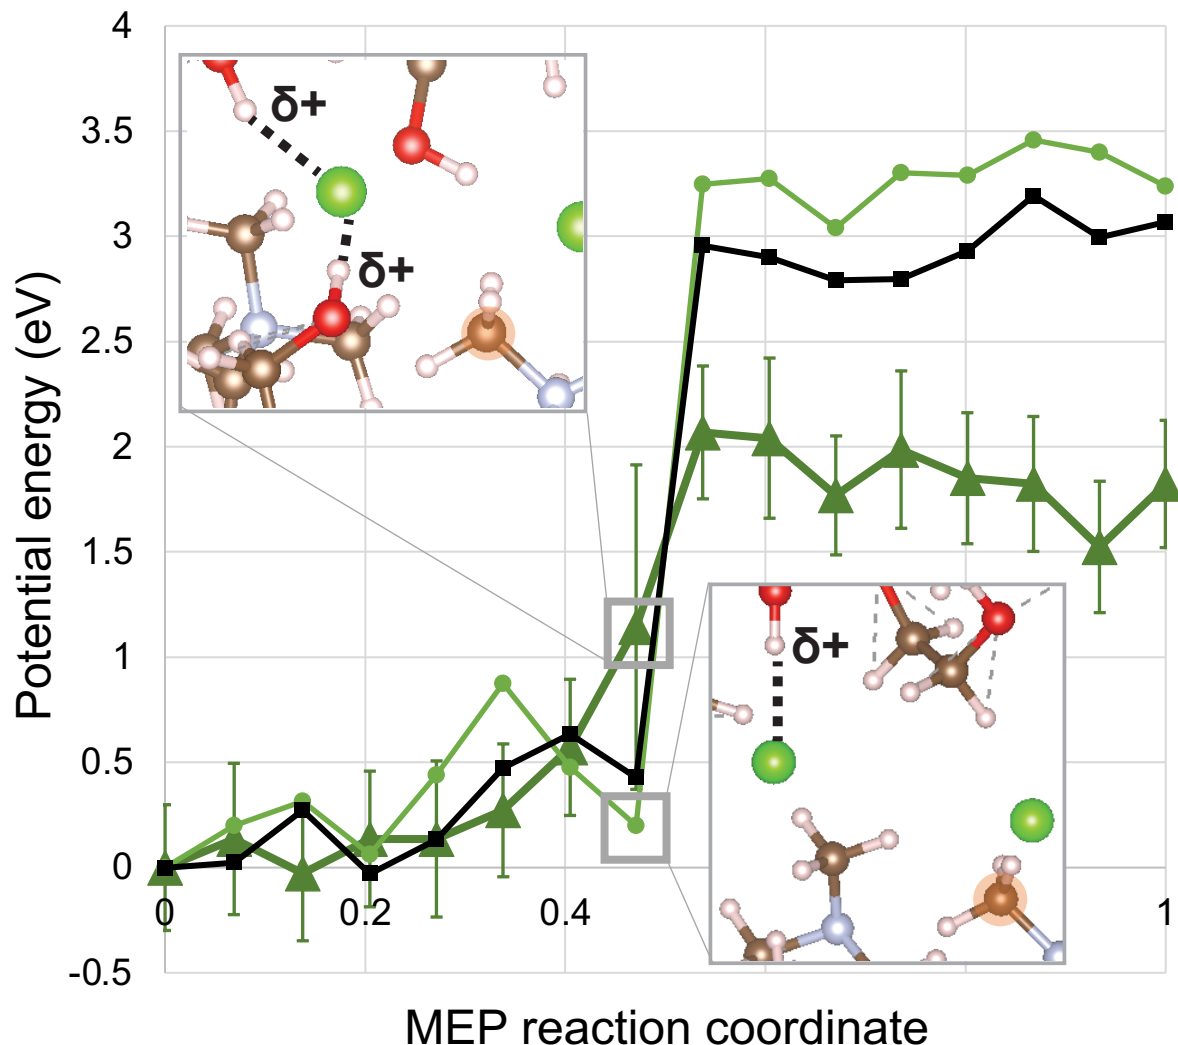 4
3.5
3
2.5
2
1.5
1
0.5
0
-0.5
Potential energy (eV)
δ+
δ+
δ+
0
0.2
0.4
1
MEP reaction coordinate